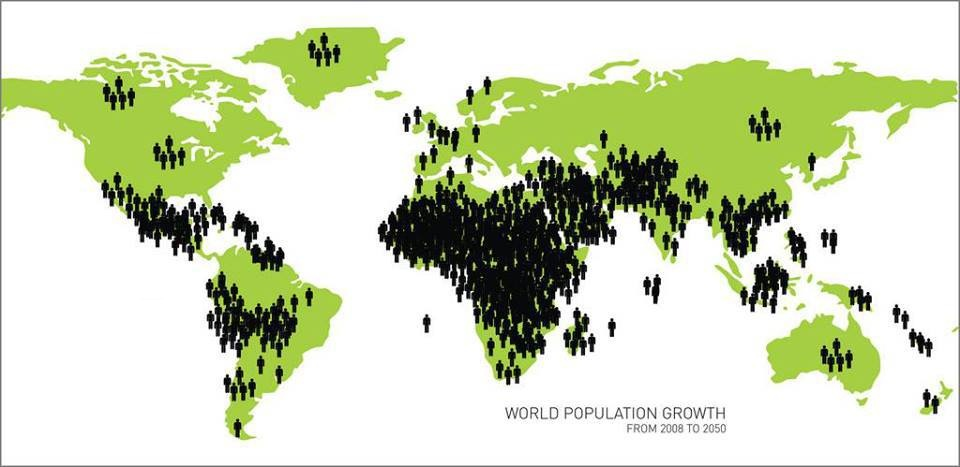 WORLD POPULATION GROWTH
FROM 2008 TO 2050